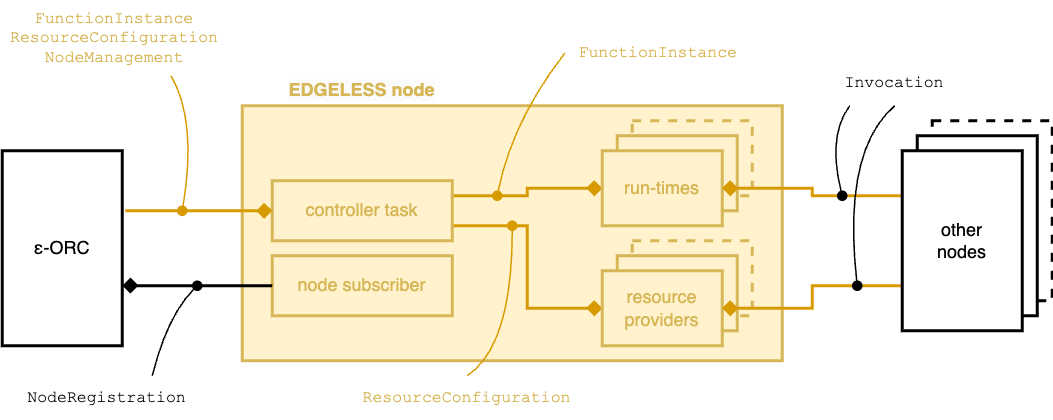 FunctionInstance
ResourceConfiguration
NodeManagement
FunctionInstance
EDGELESS node
Invocation
run-times
controller task
ε-ORC
other
nodes
node subscriber
resource
providers
NodeRegistration
ResourceConfiguration